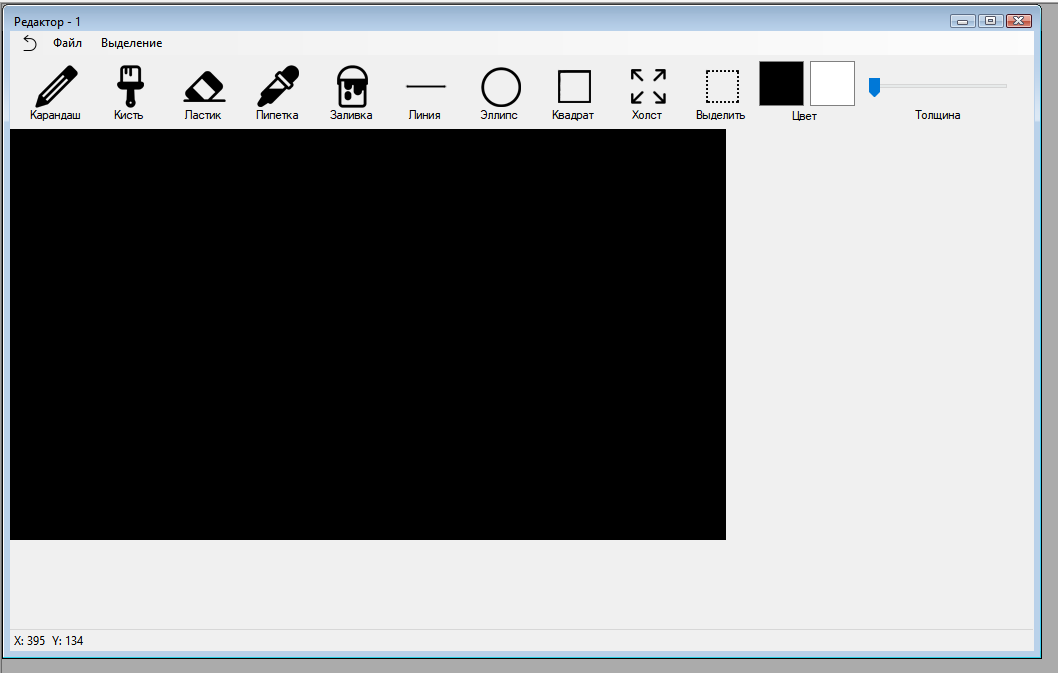 Редактор - 1
Файл Выделение
Карандаш Кисть Ластик Пипетка Заливка Линия Эллипс Квадрат Холст Выделить Цвет Толщина
X: 395 Y: 134